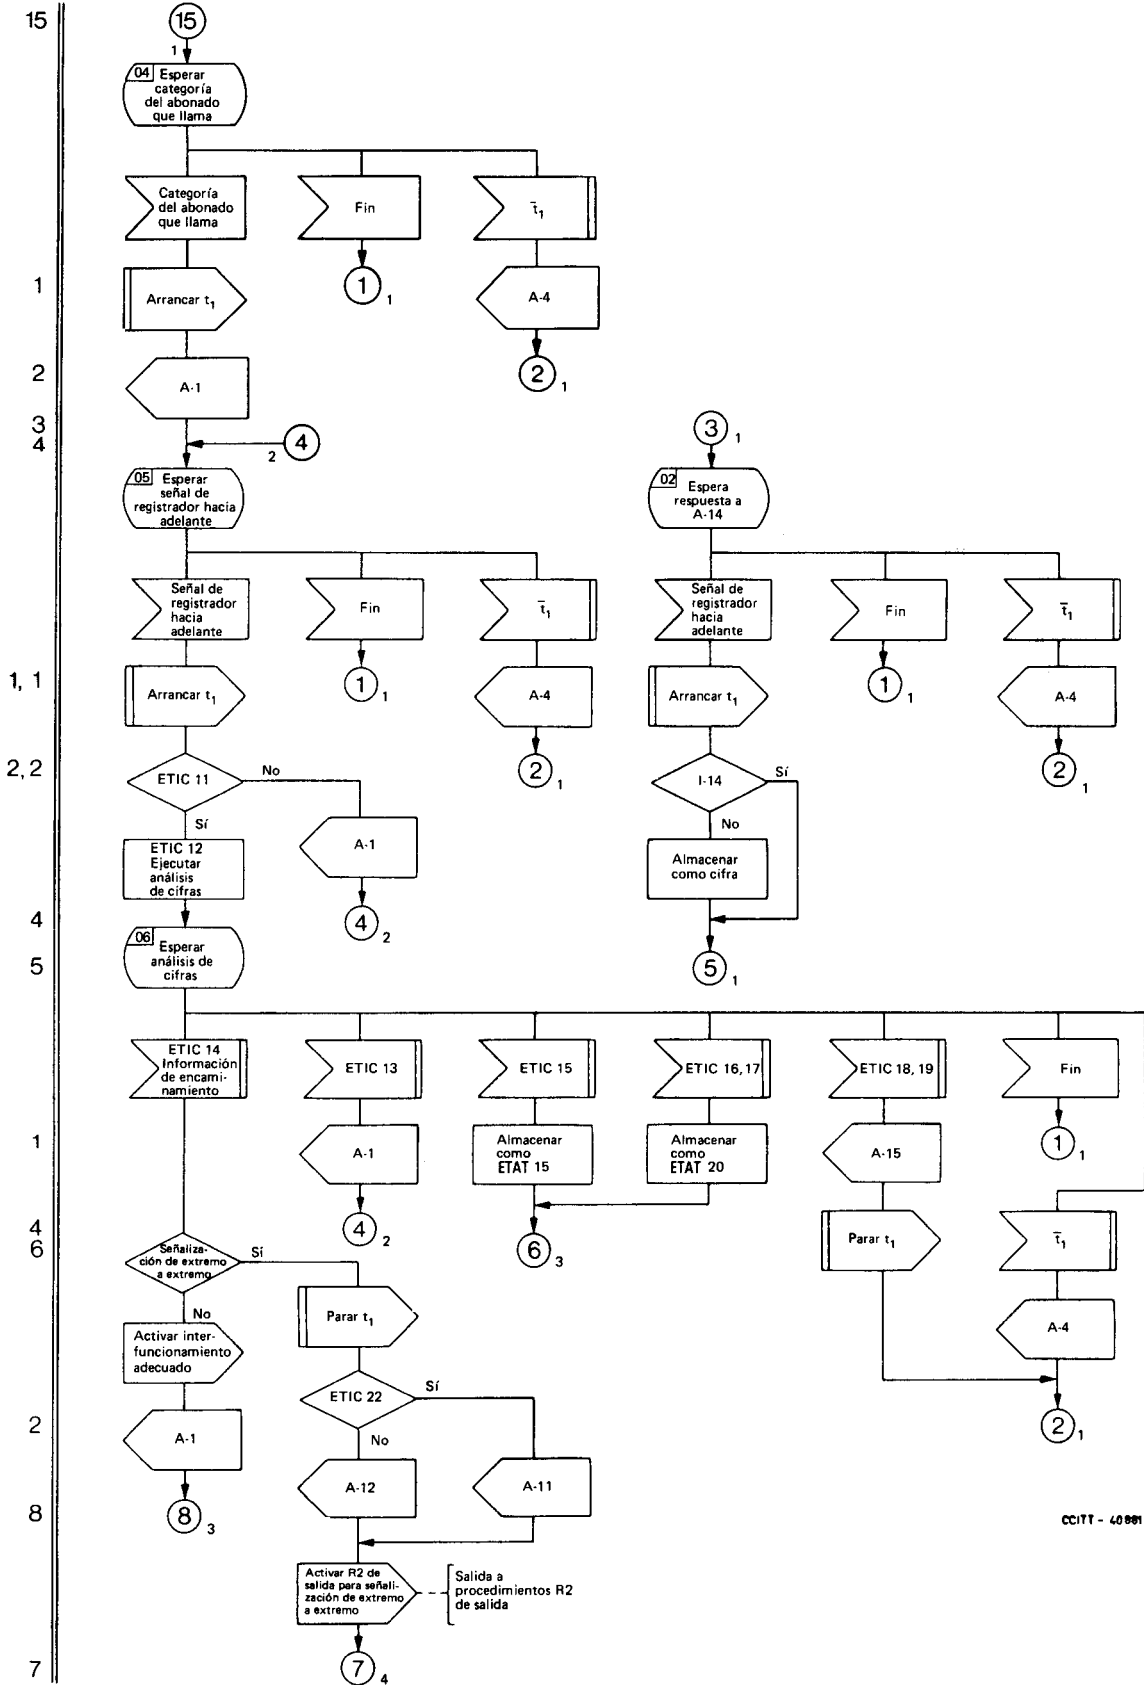 15
15
1
04 Esperar
categoría
del abonado
que llama
Categoría
del abonado
que llama
Fin
t̄1
1
Arrancar t1
1
1
A-4
2
A-1
2
1
3
4
4
2
3
1
05 Esperar
señal de
registrador hacia
adelante
02
Espera
respuesta a
A-14
Señal de
registrador
hacia
adelante
Fin
t̄1
Señal de
registrador
hacia
adelante
Fin
t̄1
1, 1
Arrancar t1
1
1
A-4
Arrancar t1
1
1
A-4
2, 2
ETIC 11
No
2
1
I-14
Sí
2
1
Sí
No
ETIC 12
Ejecutar
análisis
de cifras
A-1
Almacenar
como cifra
4
4
2
06
Esperar
análisis de
cifras
5
5
1
ETIC 14
Información
de encami-
namiento
ETIC 13
ETIC 15
ETIC 16, 17
ETIC 18, 19
Fin
1
A-1
Almacenar
como
ETAT 15
Almacenar
como
ETAT 20
A-15
1
1
4
6
4
2
6
3
Señaliza-
ción de extremo
a extremo
Sí
Parar t1
t̄1
No
Parar t1
A-4
Activar inter-
funcionamiento
adecuado
ETIC 22
Sí
2
A-1
No
2
1
A-12
A-11
8
8
3
CCITT - 40881
Activar R2 de
salida para señali-
zación de extremo
a extremo
Salida a
procedimientos R2
de salida
7
7
4